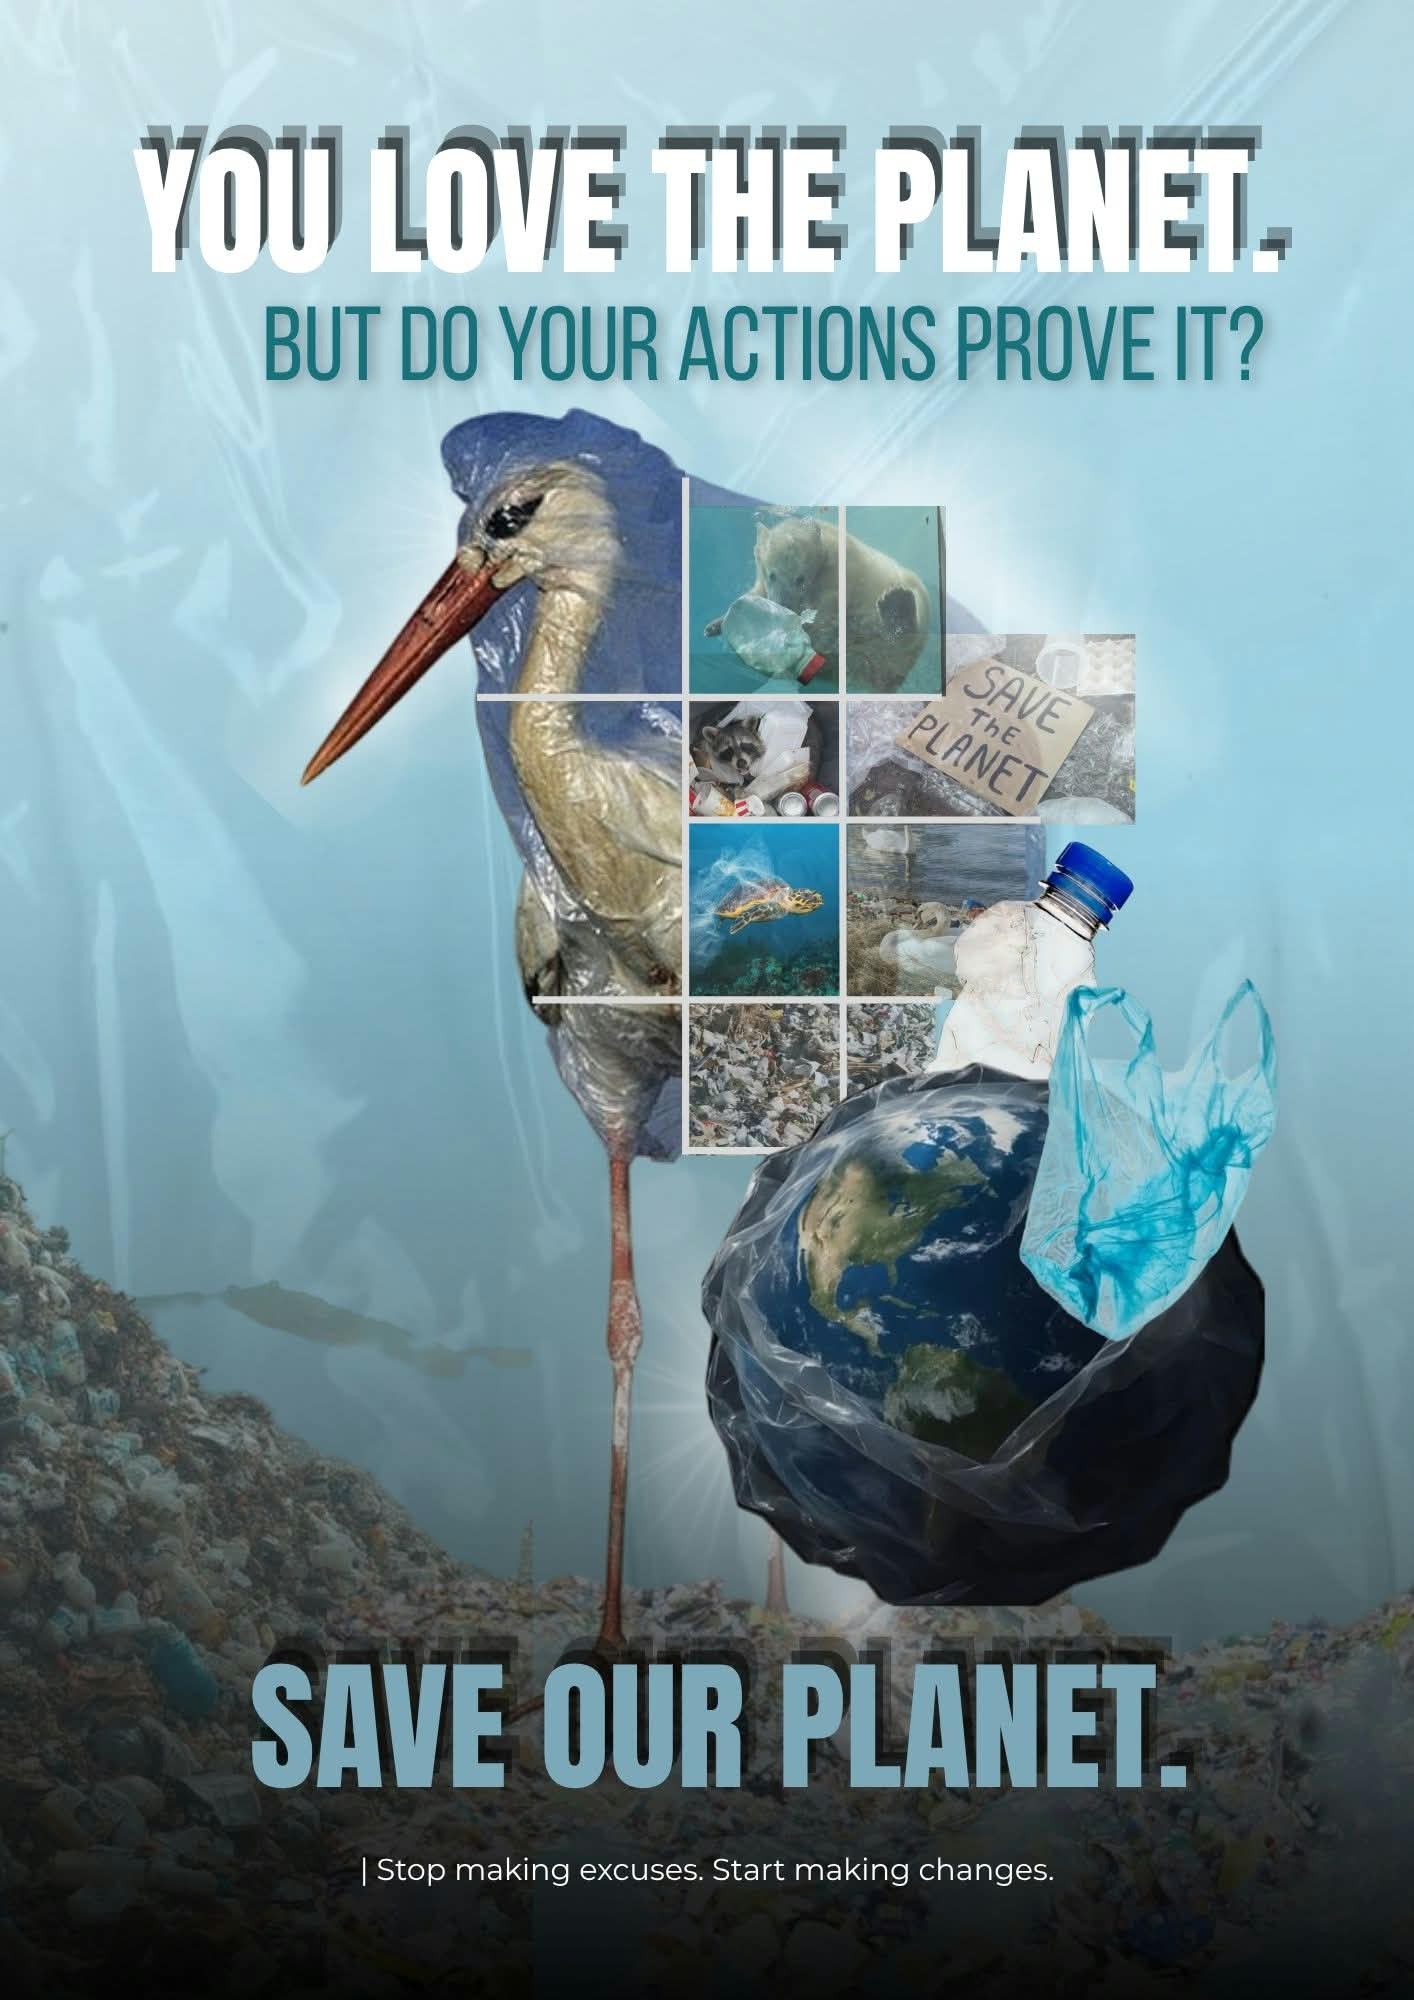 YOU LOVE THE PLANET.
BUT DO YOUR ACTIONS PROVE IT?
SAVE
The
PLANET
SAVE OUR PLANET.
| Stop making excuses. Start making changes.